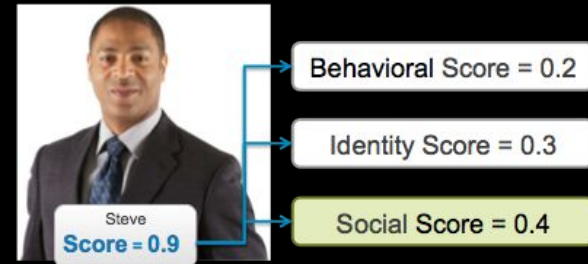 Behavioral Score = 0.2
Identity Score = 0.3
Steve
Score = 0.9
Social Score = 0.4